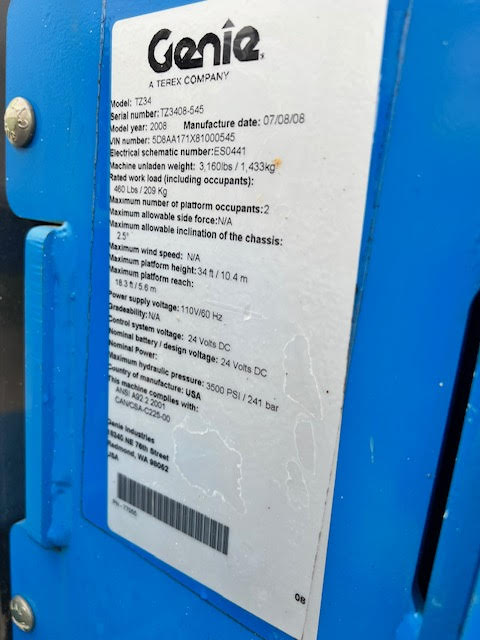 Genie
A TEREX COMPANY
Model: TZ34
Serial number: TZ3408-545
Model year: 2008 Manufacture date: 07/08/08
VIN number: 5D8AA171X81000545
Electrical schematic number: ES0441
Machine unladen weight: 3,160lbs / 1,433kg
Rated work load (including occupants):
460 Lbs / 209 Kg
Maximum number of platform occupants: 2
Maximum allowable side force: N/A
Maximum allowable inclination of the chassis:
2.5°
Maximum wind speed: N/A
Maximum platform height: 34 ft / 10.4 m
Maximum platform reach:
18.3 ft / 5.6 m
Power supply voltage: 110V/60 Hz
Gradeability: N/A
Control system voltage: 24 Volts DC
Nominal battery / design voltage: 24 Volts DC
Nominal Power:
Maximum hydraulic pressure: 3500 PSI / 241 bar
Country of manufacture: USA
This machine complies with:
ANSI A92.2 2001
CAN/CSA-C225-00
Genie Industries
18340 NE 76th Street
Redmond, WA 98052
USA
08